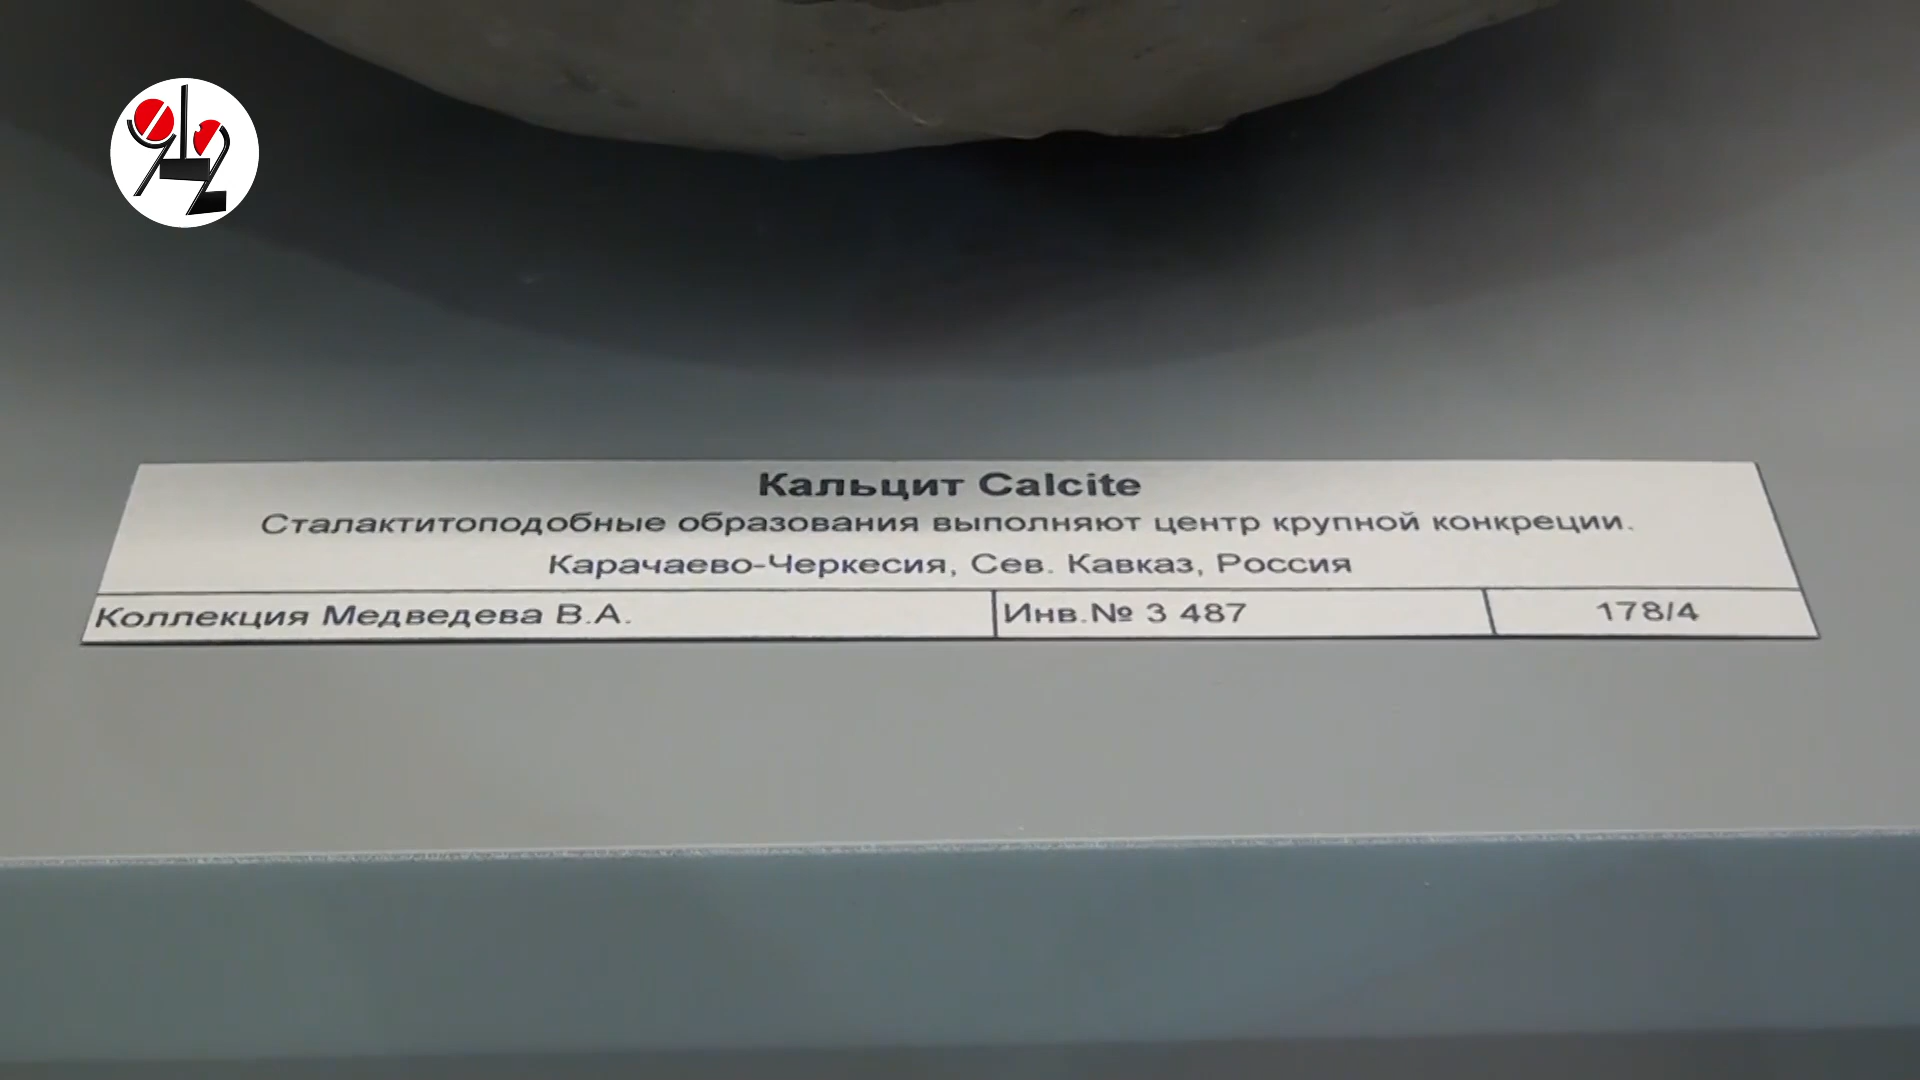 Кальцит Calcite
Сталактитоподобные образования выполняют центр крупной конкреции.
Карачаево-Черкесия, Сев. Кавказ, Россия
Коллекция Медведева В.А. Инв.№ 3 487 178/4